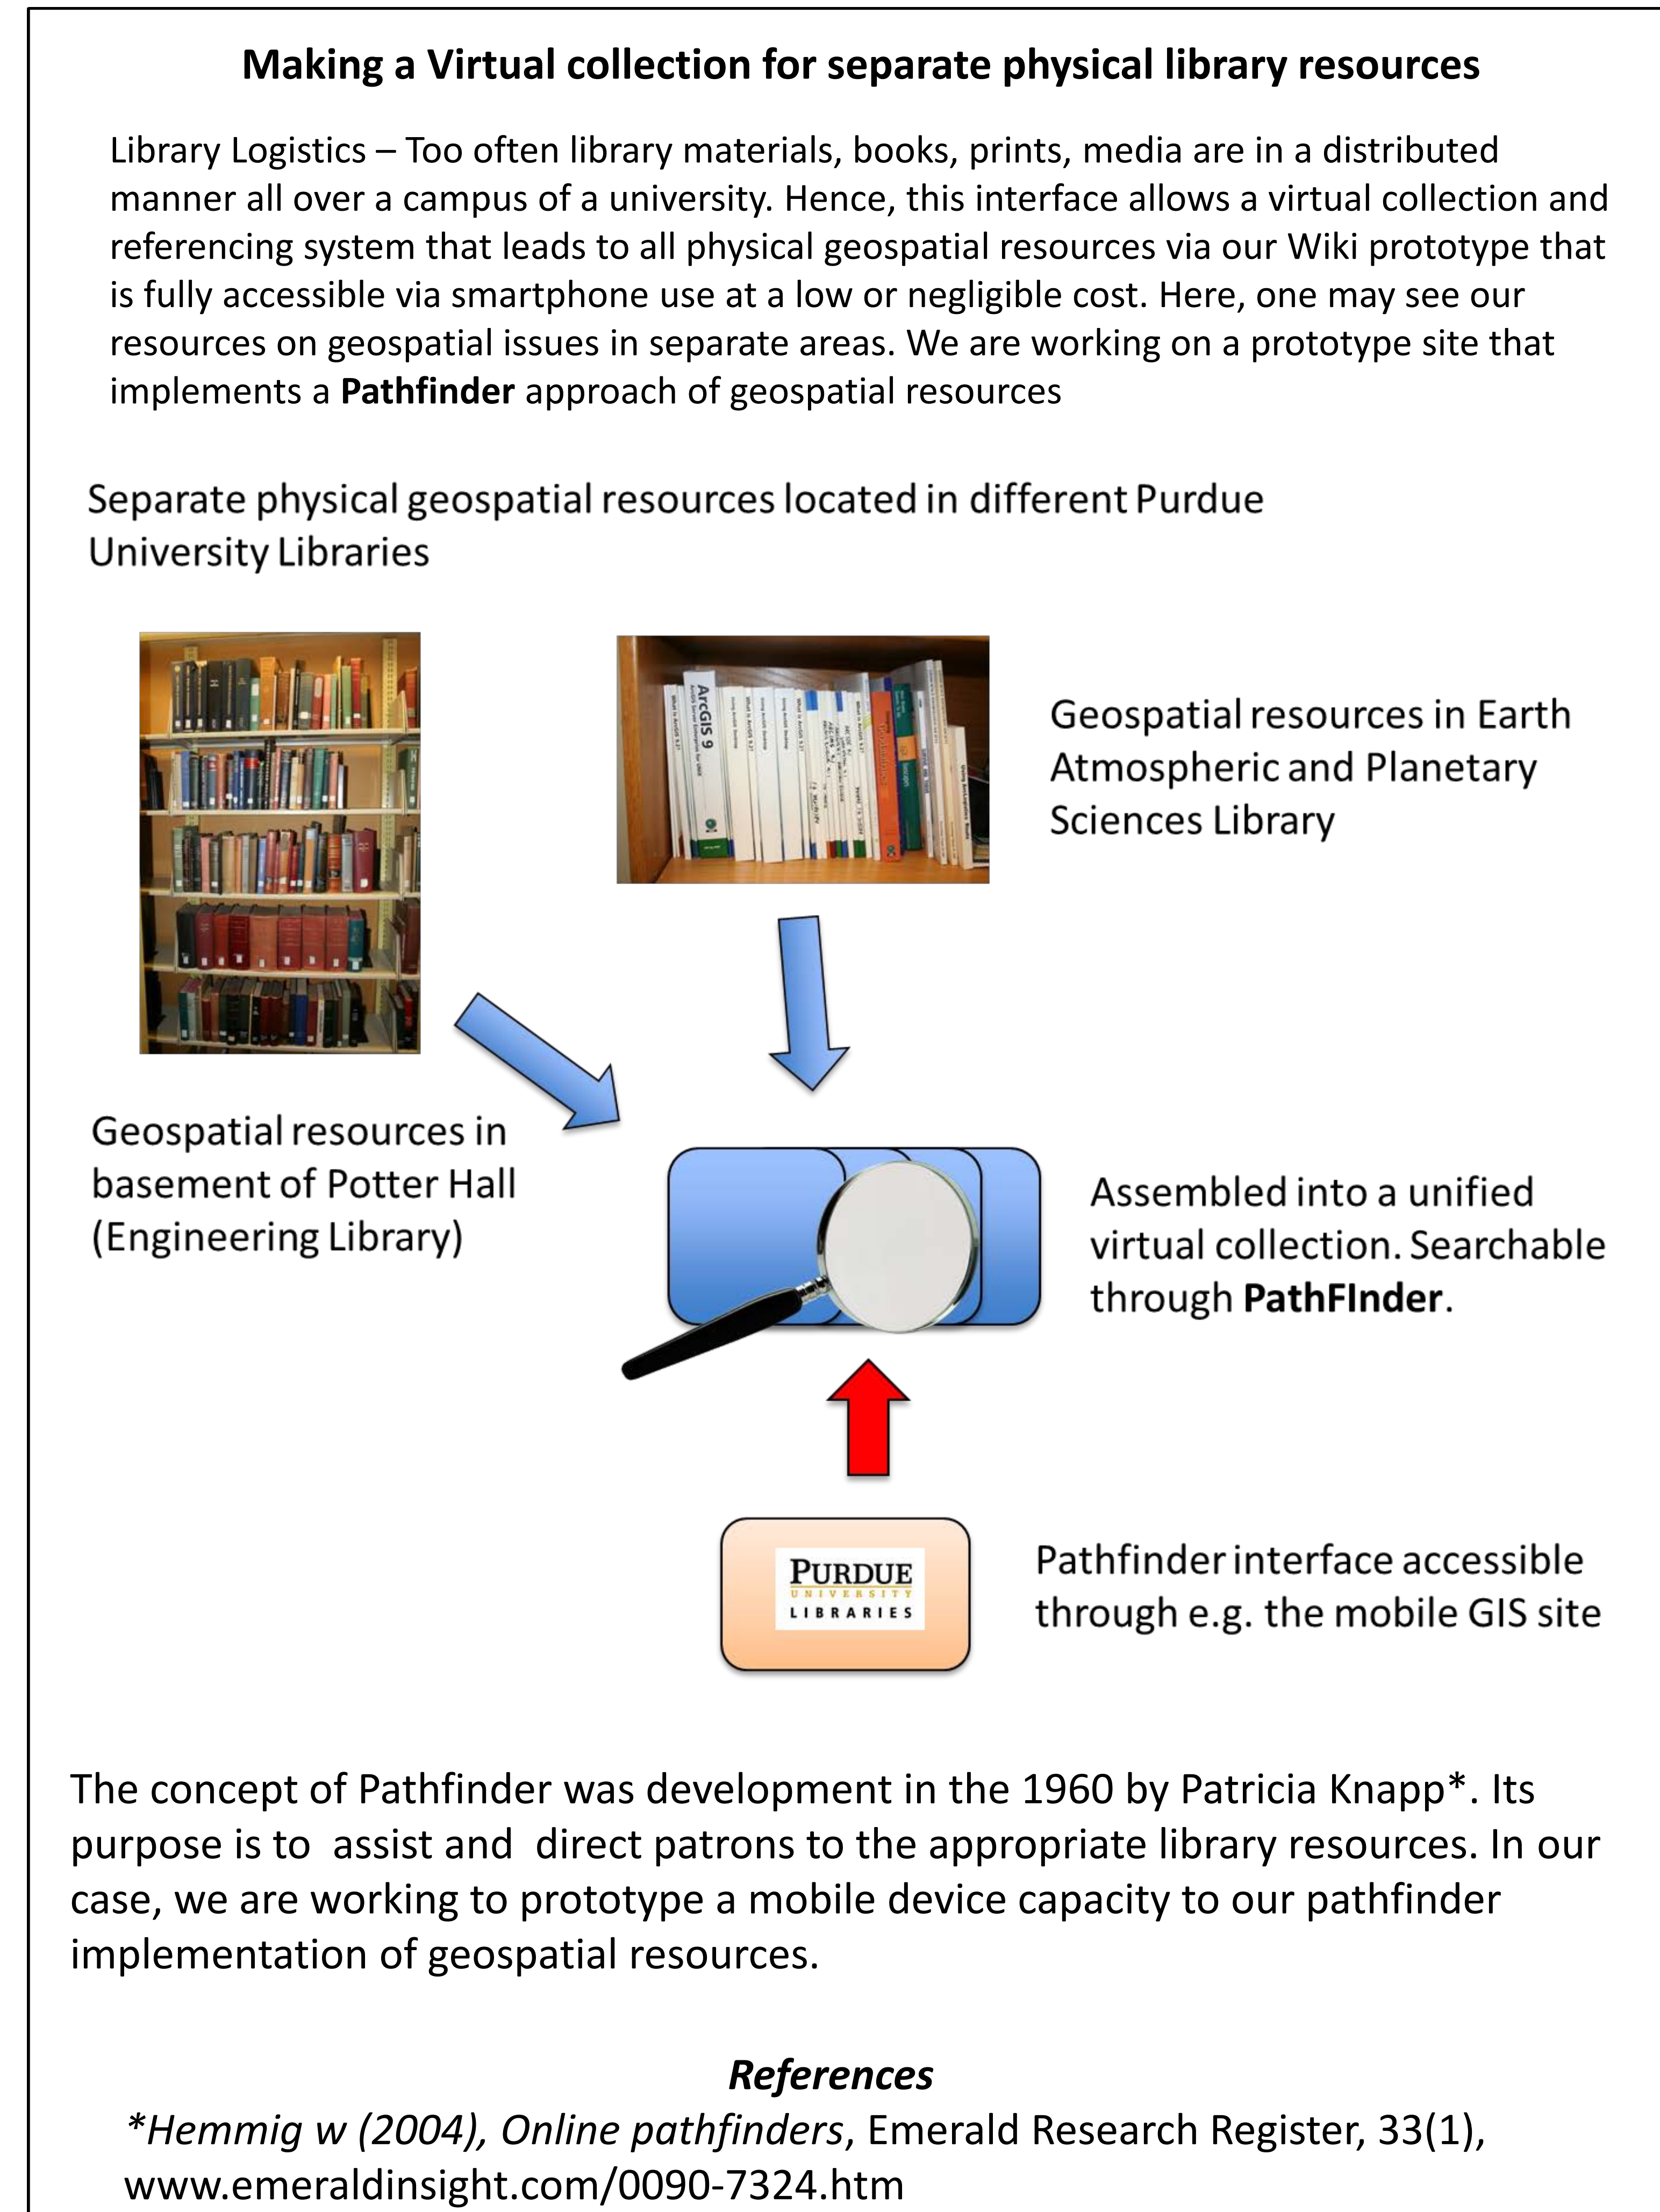 Making a Virtual collection for separate physical library resources
Library Logistics – Too often library materials, books, prints, media are in a distributed
manner all over a campus of a university. Hence, this interface allows a virtual collection and
referencing system that leads to all physical geospatial resources via our Wiki prototype that
is fully accessible via smartphone use at a low or negligible cost. Here, one may see our
resources on geospatial issues in separate areas. We are working on a prototype site that
implements a Pathfinder approach of geospatial resources
Separate physical geospatial resources located in different Purdue
University Libraries
ArcGIS 9
Geospatial resources in Earth
Atmospheric and Planetary
Sciences Library
Geospatial resources in
basement of Potter Hall
(Engineering Library)
Assembled into a unified
virtual collection. Searchable
through PathFInder.
PURDUE
UNIVERSITY
LIBRARIES
Pathfinder interface accessible
through e.g. the mobile GIS site
The concept of Pathfinder was development in the 1960 by Patricia Knapp*. Its
purpose is to assist and direct patrons to the appropriate library resources. In our
case, we are working to prototype a mobile device capacity to our pathfinder
implementation of geospatial resources.
References
*Hemmig w (2004), Online pathfinders, Emerald Research Register, 33(1),
www.emeraldinsight.com/0090-7324.htm